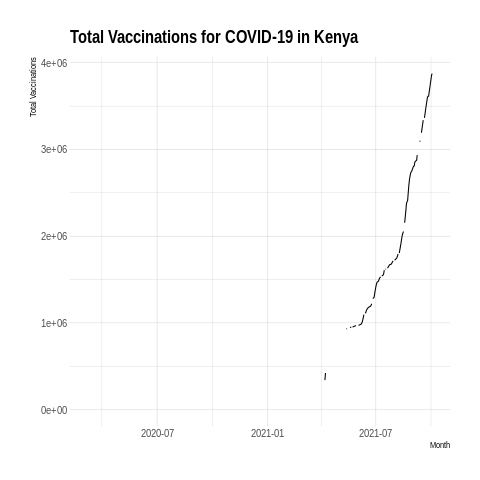 Total Vaccinations for COVID-19 in Kenya
Total Vaccinations
4e+06
3e+06
2e+06
1e+06
0e+00
2020-07 2021-01 2021-07
Month